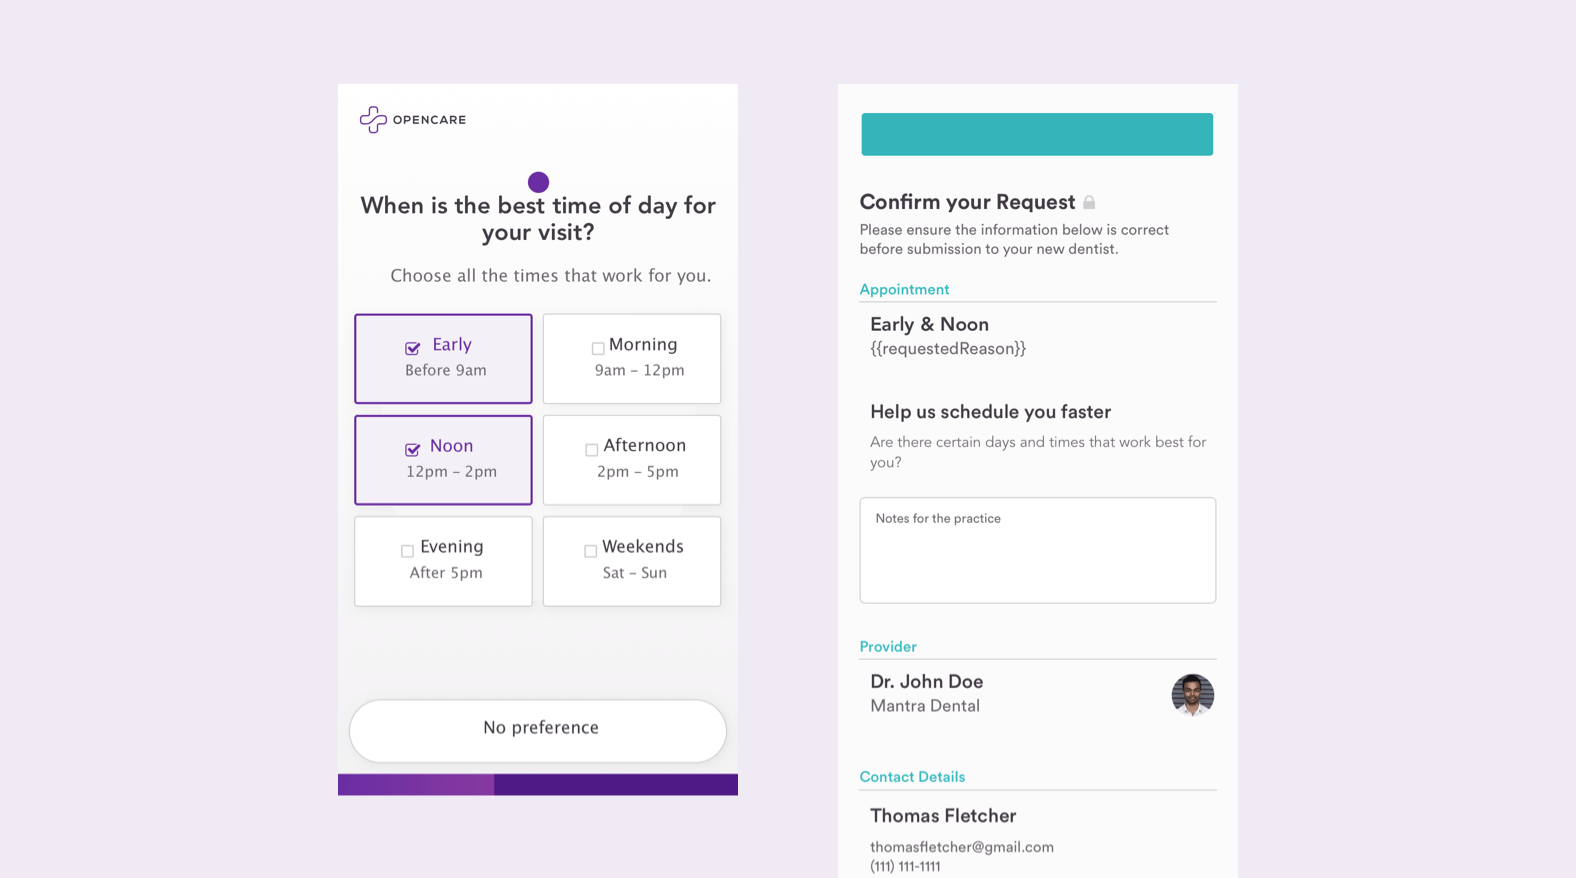 OPENCARE
When is the best time of day for
your visit?
Choose all the times that work for you.
Early
Before 9am
Morning
9am – 12pm
Noon
12pm – 2pm
Afternoon
2pm – 5pm
Evening
After 5pm
Weekends
Sat – Sun
No preference
Confirm your Request
Please ensure the information below is correct
before submission to your new dentist.
Appointment
Early & Noon
{{requestedReason}}
Help us schedule you faster
Are there certain days and times that work best for
you?
Notes for the practice
Provider
Dr. John Doe
Mantra Dental
Contact Details
Thomas Fletcher
thomasfletcher@gmail.com
(111) 111-1111